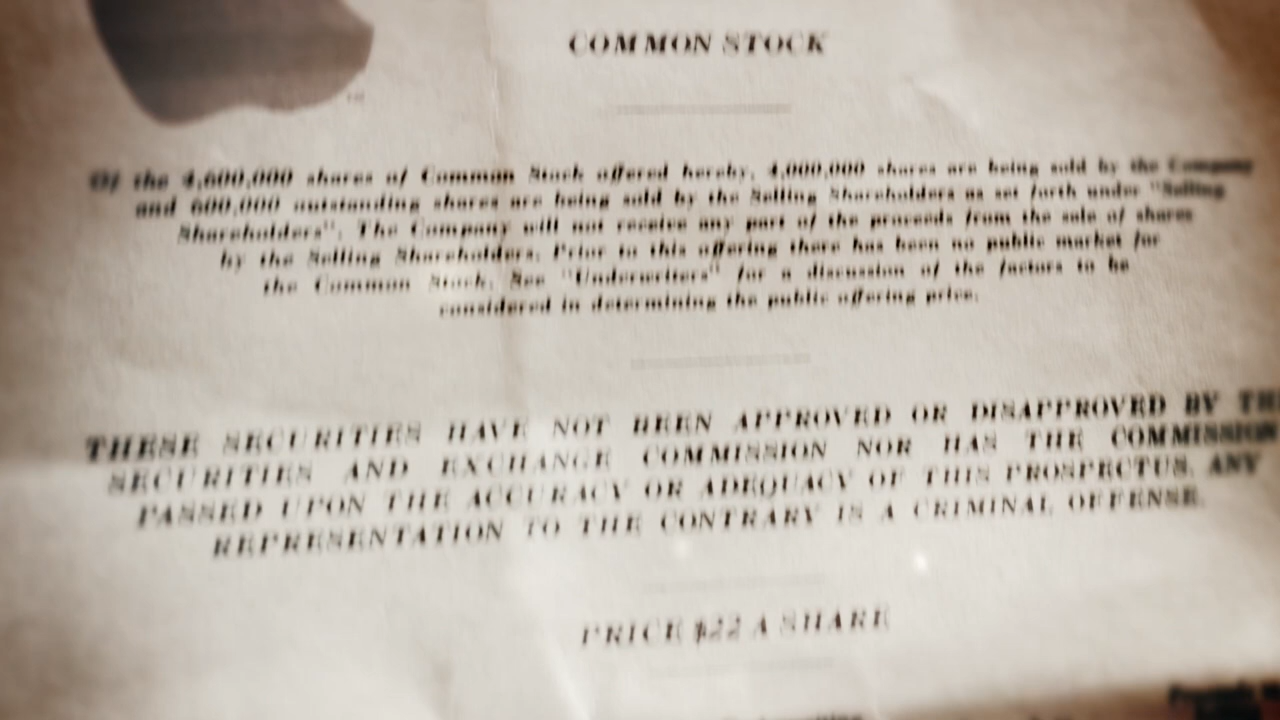 COMMON STOCK
Of the 4,600,000 shares of Common Stock offered hereby, 4,000,000 shares are being sold by the Company
and 600,000 outstanding shares are being sold by the Selling Shareholders as set forth under "Selling
Shareholders". The Company will not receive any part of the proceeds from the sale of shares
by the Selling Shareholders. Prior to this offering there has been no public market for
the Common Stock. See "Underwriters" for a discussion of the factors to be
considered in determining the public offering price.
THESE SECURITIES HAVE NOT BEEN APPROVED OR DISAPPROVED BY THE
SECURITIES AND EXCHANGE COMMISSION NOR HAS THE COMMISSION
PASSED UPON THE ACCURACY OR ADEQUACY OF THIS PROSPECTUS. ANY
REPRESENTATION TO THE CONTRARY IS A CRIMINAL OFFENSE.
PRICE $22 A SHARE